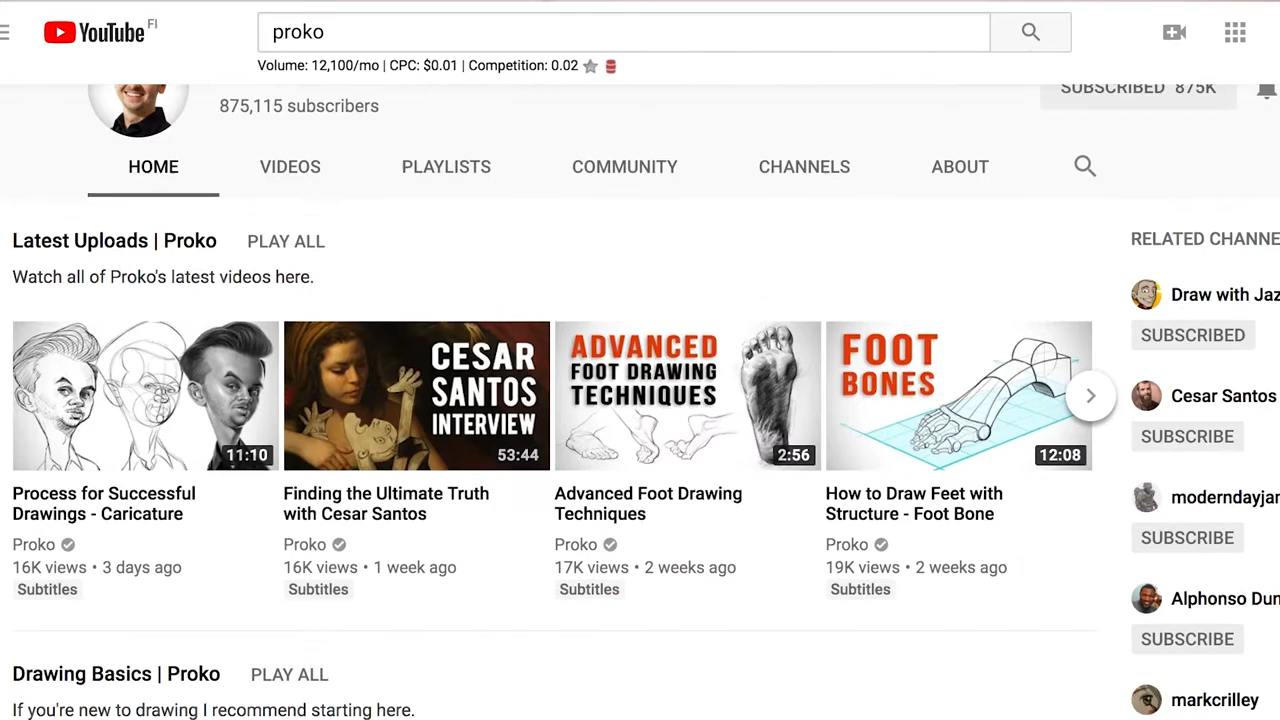 YouTube FI
proko
Volume: 12,100/mo | CPC: $0.01 | Competition: 0.02
875,115 subscribers
SUBSCRIBED 875K
HOME VIDEOS PLAYLISTS COMMUNITY CHANNELS ABOUT
Latest Uploads | Proko PLAY ALL
Watch all of Proko's latest videos here.
11:10
CESAR
SANTOS
INTERVIEW
53:44
ADVANCED
FOOT DRAWING
TECHNIQUES
2:56
FOOT
BONES
12:08
Process for Successful
Drawings - Caricature
Proko
16K views • 3 days ago
Subtitles
Finding the Ultimate Truth
with Cesar Santos
Proko
16K views • 1 week ago
Subtitles
Advanced Foot Drawing
Techniques
Proko
17K views • 2 weeks ago
Subtitles
How to Draw Feet with
Structure - Foot Bone
Proko
19K views • 2 weeks ago
Subtitles
Drawing Basics | Proko PLAY ALL
If you're new to drawing I recommend starting here.
RELATED CHANNE
Draw with Jaz
SUBSCRIBED
Cesar Santos
SUBSCRIBE
moderndayjam
SUBSCRIBE
Alphonso Dun
SUBSCRIBE
markcrilley